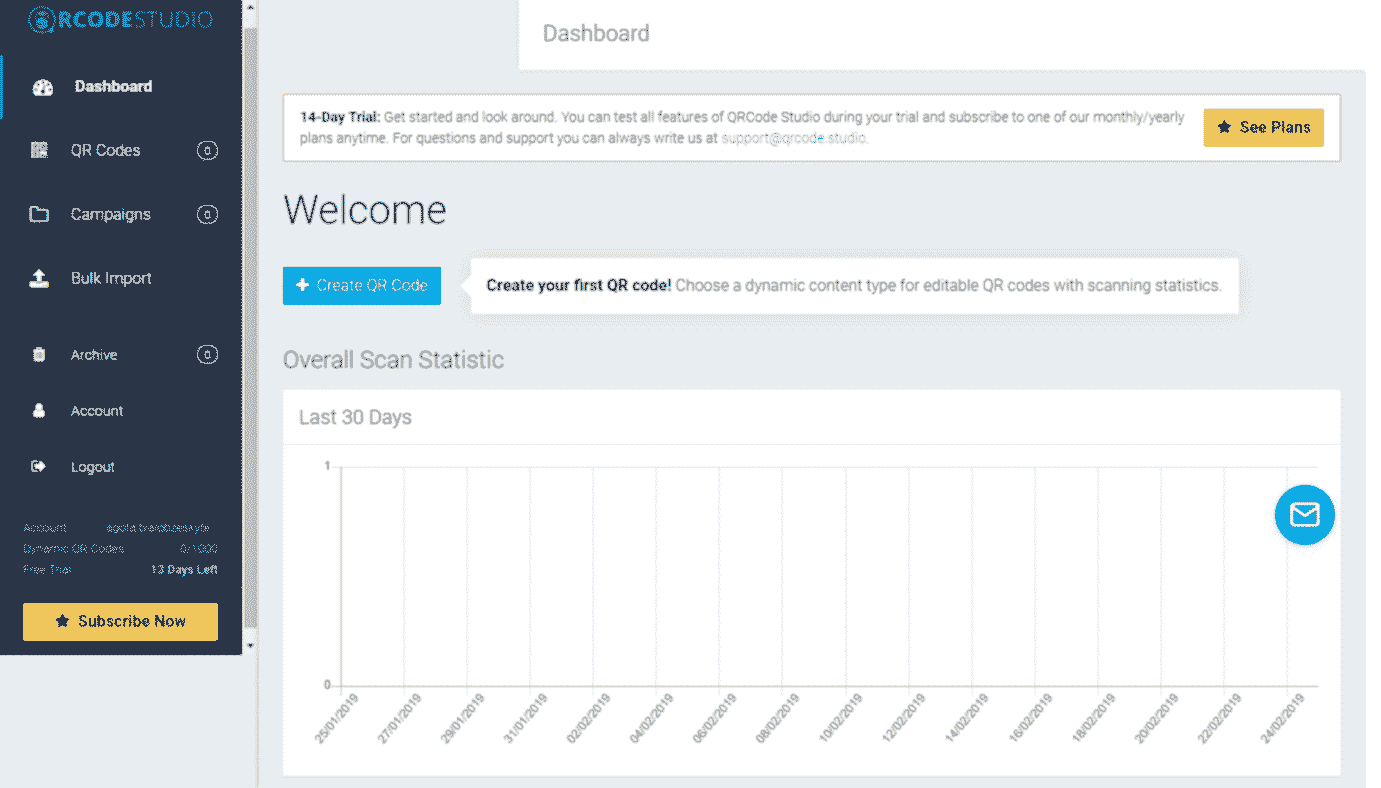 QRCODESTUDIO
Dashboard
QR Codes 0
Campaigns 0
Bulk Import
Archive 0
Account
Logout
Account
Dynamic QR Codes 0/1000
Free Trial 13 Days Left
Subscribe Now
Dashboard
14-Day Trial: Get started and look around. You can test all features of QRCode Studio during your trial and subscribe to one of our monthly/yearly
plans anytime. For questions and support you can always write us at support@qrcode.studio.
See Plans
Welcome
Create QR Code
Create your first QR code! Choose a dynamic content type for editable QR codes with scanning statistics.
Overall Scan Statistic
Last 30 Days
1
0
25/01/2019
27/01/2019
29/01/2019
31/01/2019
02/02/2019
04/02/2019
06/02/2019
08/02/2019
10/02/2019
12/02/2019
14/02/2019
16/02/2019
18/02/2019
20/02/2019
22/02/2019
24/02/2019